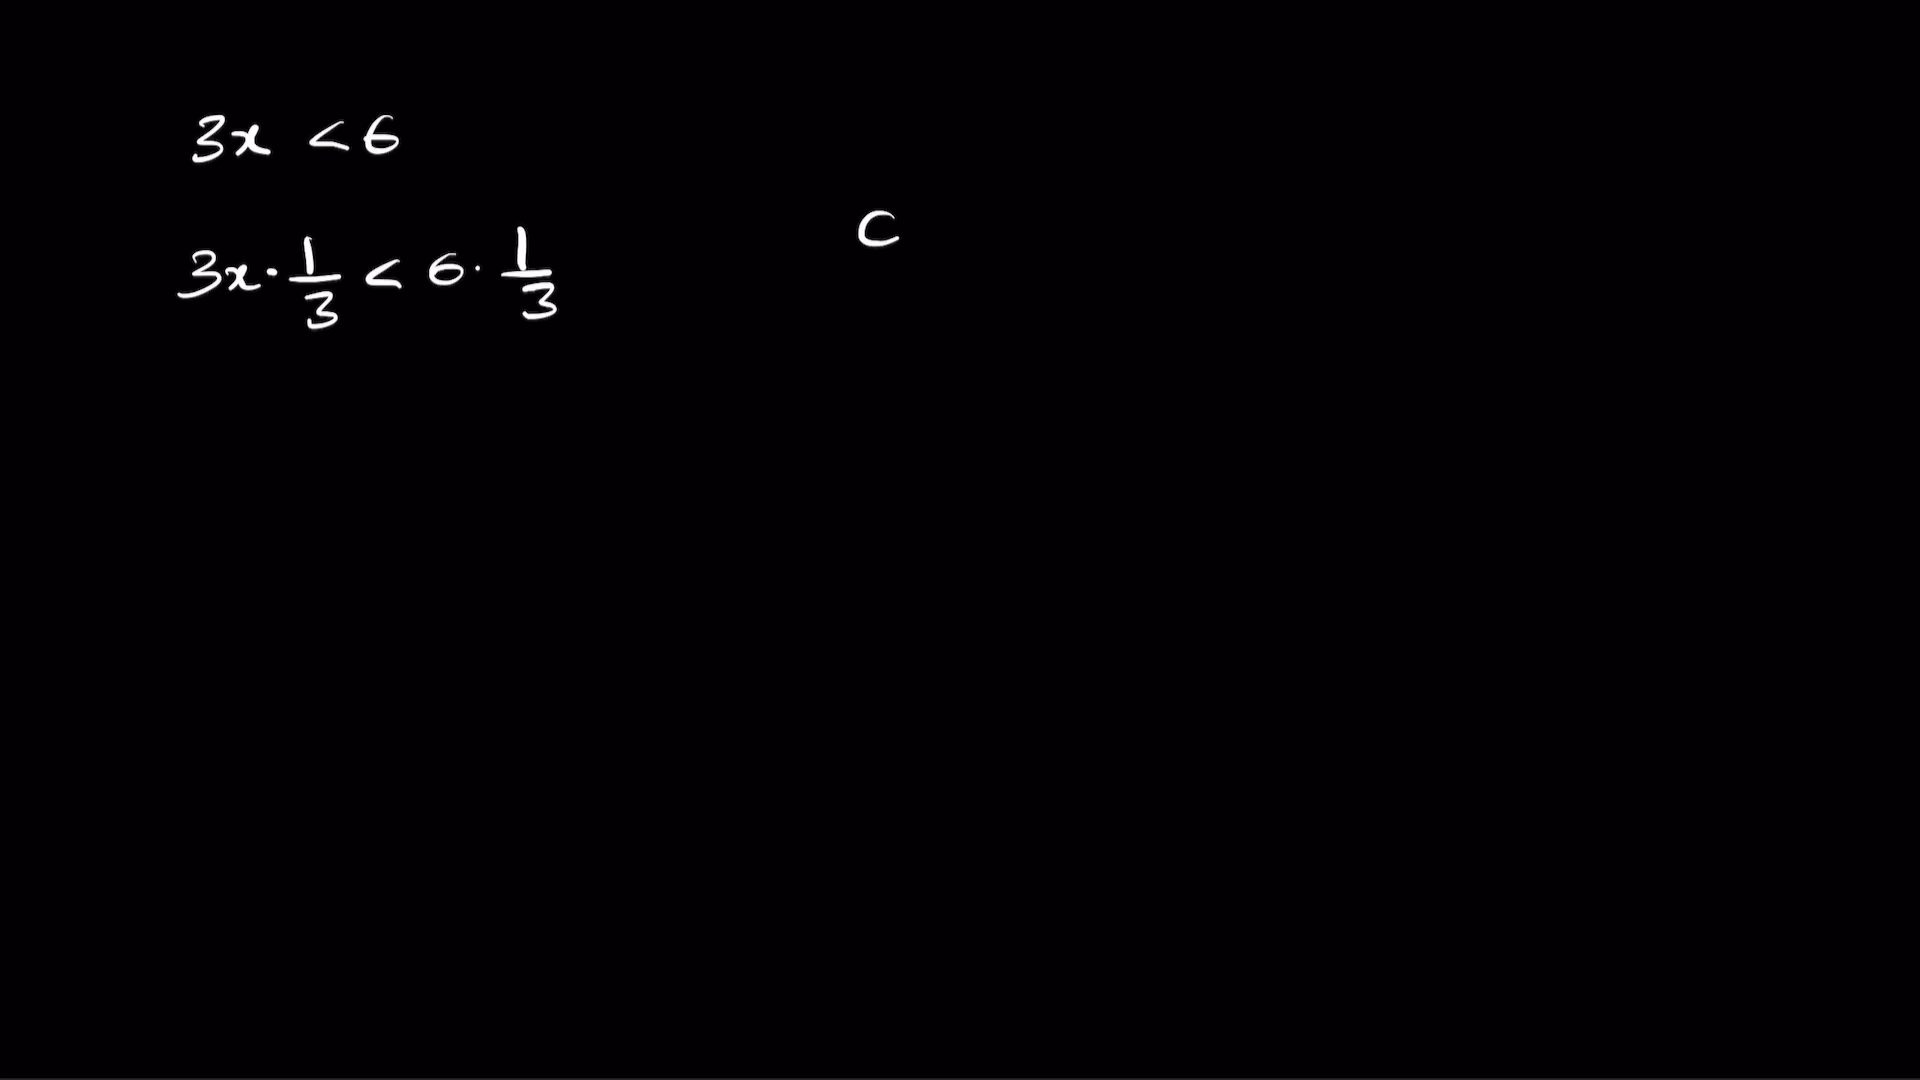 3x < 6
C
3x · 1/3 < 6 · 1/3